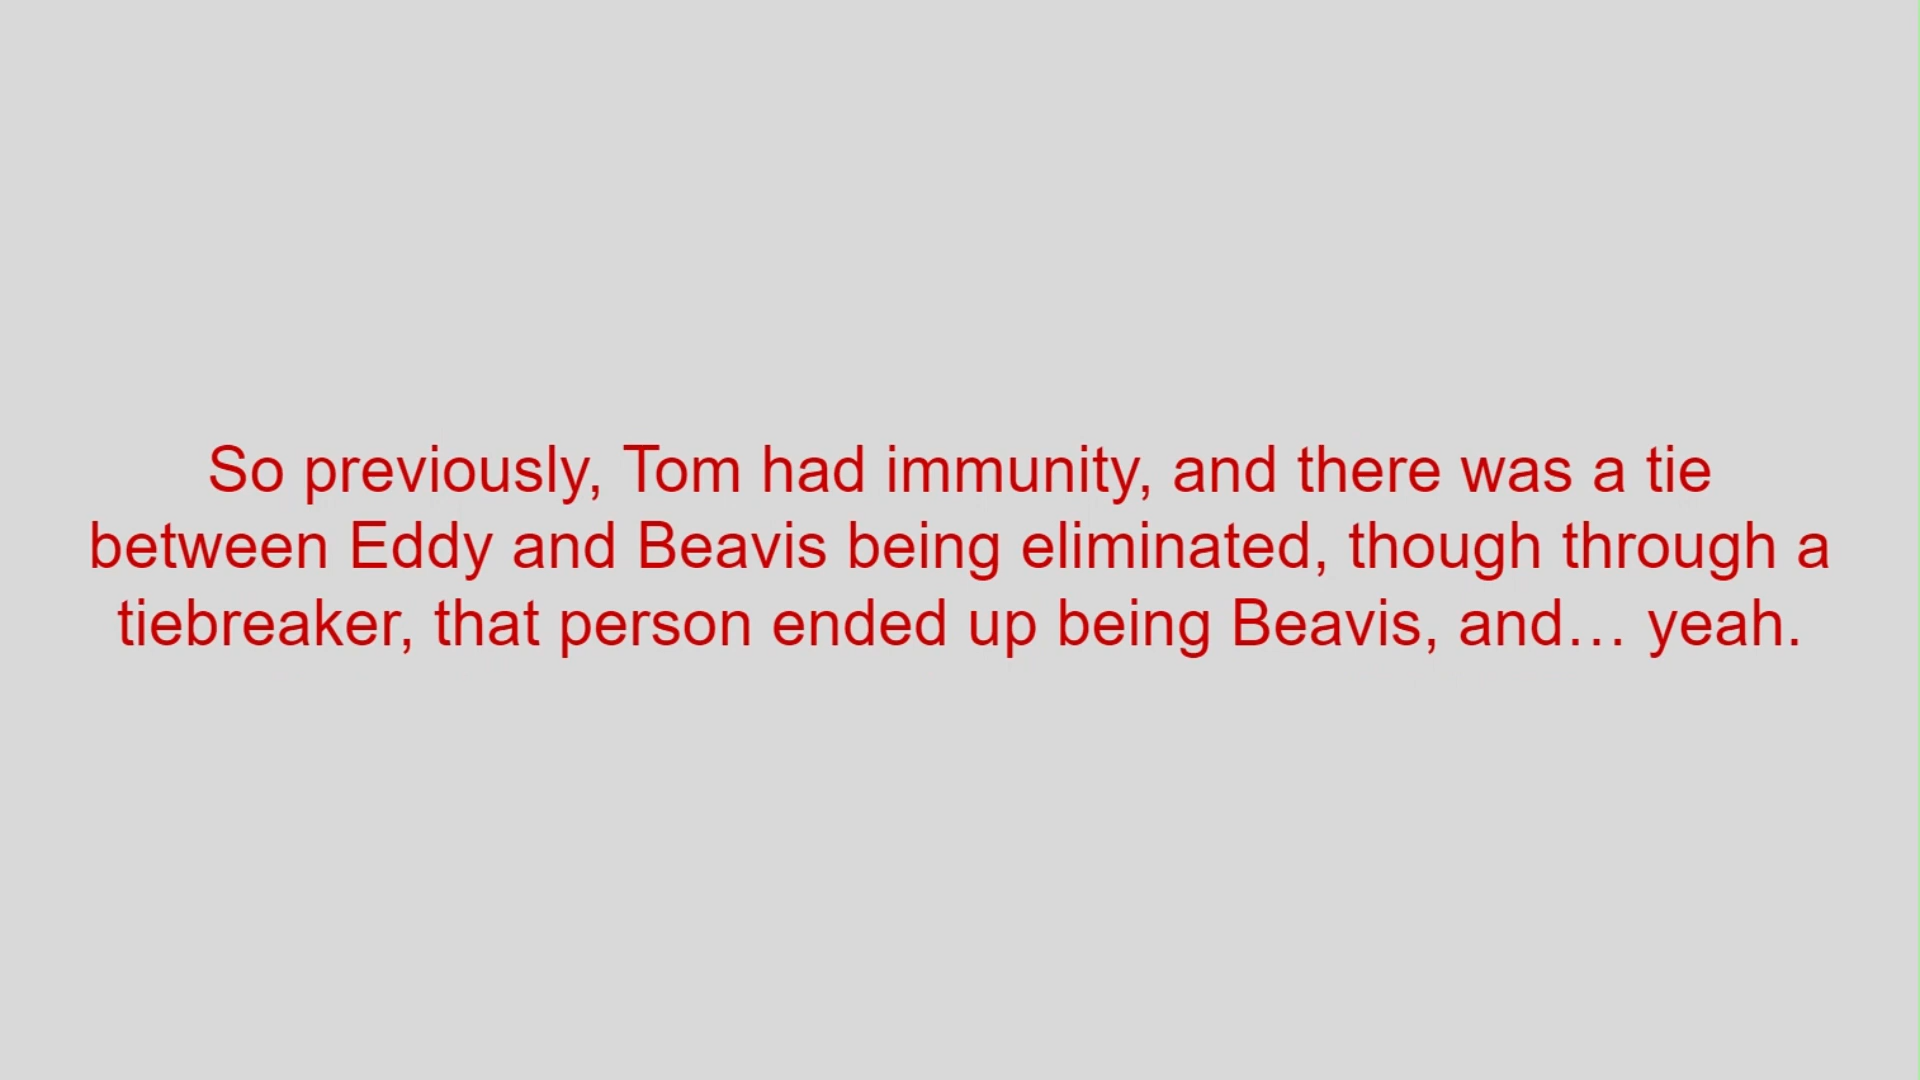 So previously, Tom had immunity, and there was a tie
between Eddy and Beavis being eliminated, though through a
tiebreaker, that person ended up being Beavis, and… yeah.